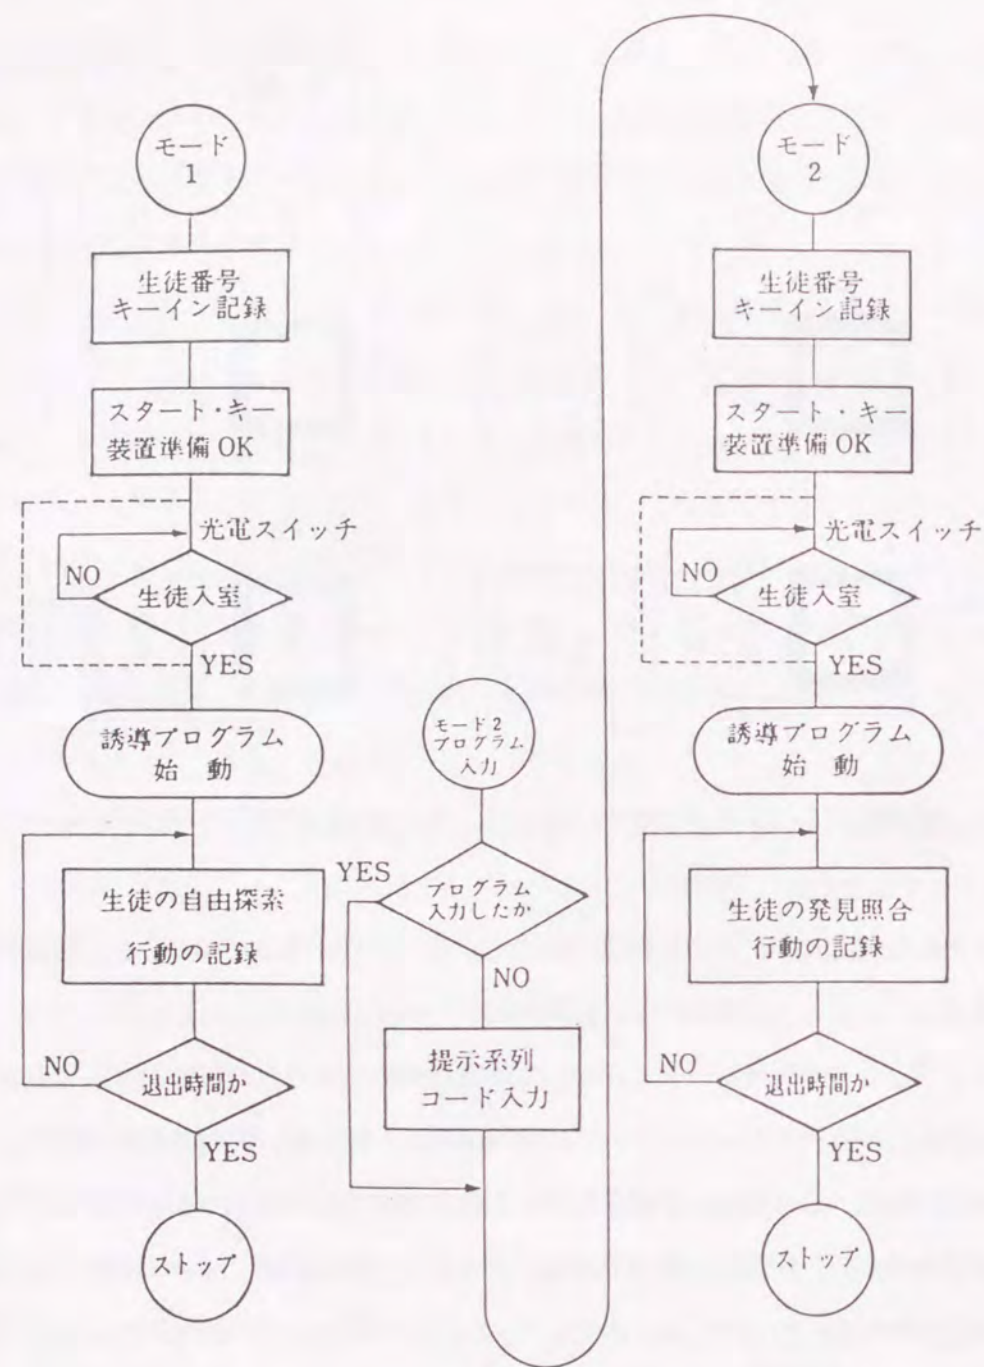 モード
1
生徒番号
キーイン記録
スタート・キー
装置準備OK
光電スイッチ
NO
生徒入室
YES
誘導プログラム
始 動
生徒の自由探索
行動の記録
NO
退出時間か
YES
ストップ
モード2
プログラム
入力
YES
プログラム
入力したか
NO
提示系列
コード入力
モード
2
生徒番号
キーイン記録
スタート・キー
装置準備OK
光電スイッチ
NO
生徒入室
YES
誘導プログラム
始 動
生徒の発見照合
行動の記録
NO
退出時間か
YES
ストップ